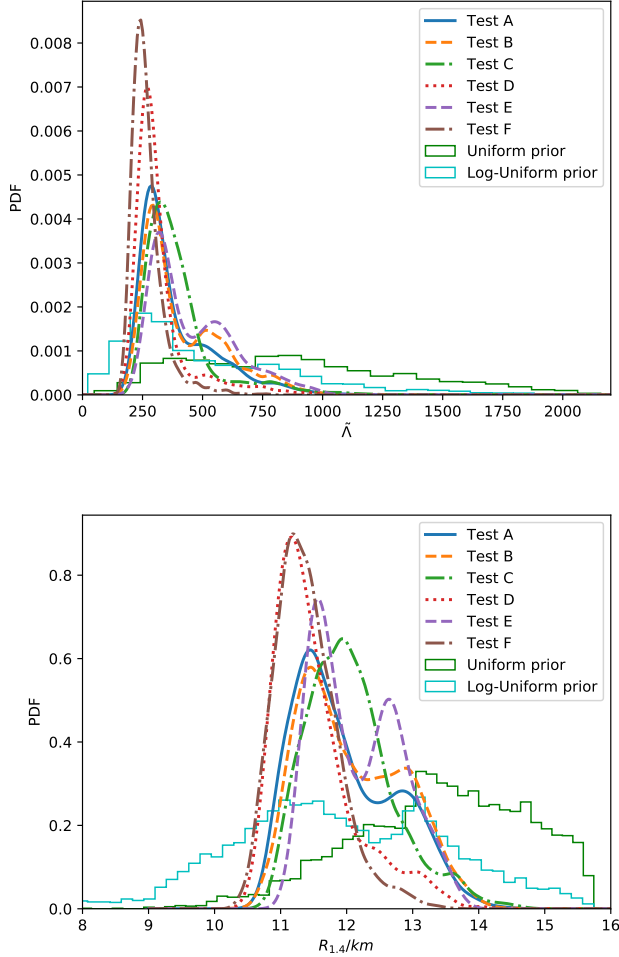 0.008
0.007
0.006
0.005
0.004
0.003
0.002
0.001
0.000
PDF
Test A
Test B
Test C
Test D
Test E
Test F
Uniform prior
Log-Uniform prior
0 250 500 750 1000 1250 1500 1750 2000
Λ̃
0.8
0.6
0.4
0.2
0.0
PDF
Test A
Test B
Test C
Test D
Test E
Test F
Uniform prior
Log-Uniform prior
8 9 10 11 12 13 14 15 16
R1.4/km